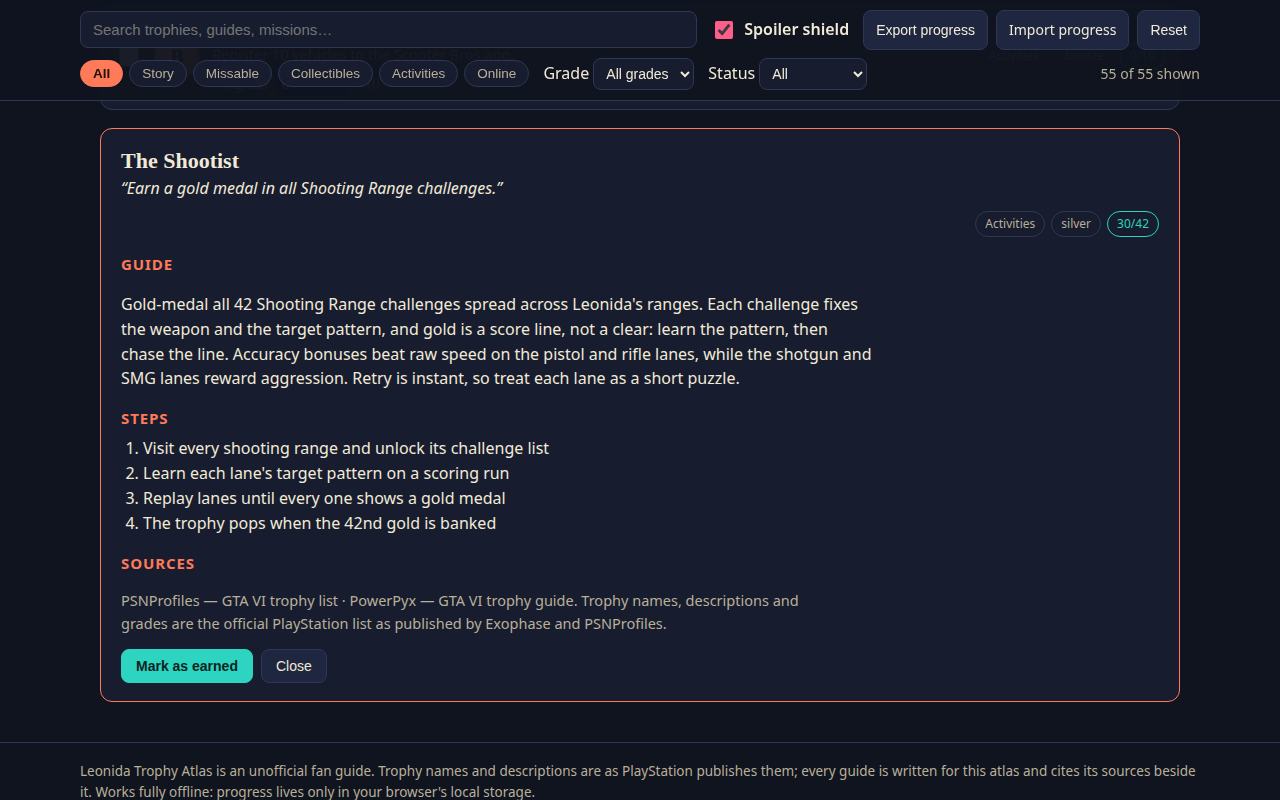 Search trophies, guides, missions…
Spoiler shield
Export progress
Import progress
Reset
All
Story
Missable
Collectibles
Activities
Online
Grade
All grades
Status
All
55 of 55 shown
The Shootist
“Earn a gold medal in all Shooting Range challenges.”
Activities
silver
30/42
GUIDE
Gold-medal all 42 Shooting Range challenges spread across Leonida's ranges. Each challenge fixes
the weapon and the target pattern, and gold is a score line, not a clear: learn the pattern, then
chase the line. Accuracy bonuses beat raw speed on the pistol and rifle lanes, while the shotgun and
SMG lanes reward aggression. Retry is instant, so treat each lane as a short puzzle.
STEPS
1. Visit every shooting range and unlock its challenge list
2. Learn each lane's target pattern on a scoring run
3. Replay lanes until every one shows a gold medal
4. The trophy pops when the 42nd gold is banked
SOURCES
PSNProfiles — GTA VI trophy list · PowerPyx — GTA VI trophy guide. Trophy names, descriptions and
grades are the official PlayStation list as published by Exophase and PSNProfiles.
Mark as earned
Close
Leonida Trophy Atlas is an unofficial fan guide. Trophy names and descriptions are as PlayStation publishes them; every guide is written for this atlas and cites its sources beside
it. Works fully offline: progress lives only in your browser's local storage.